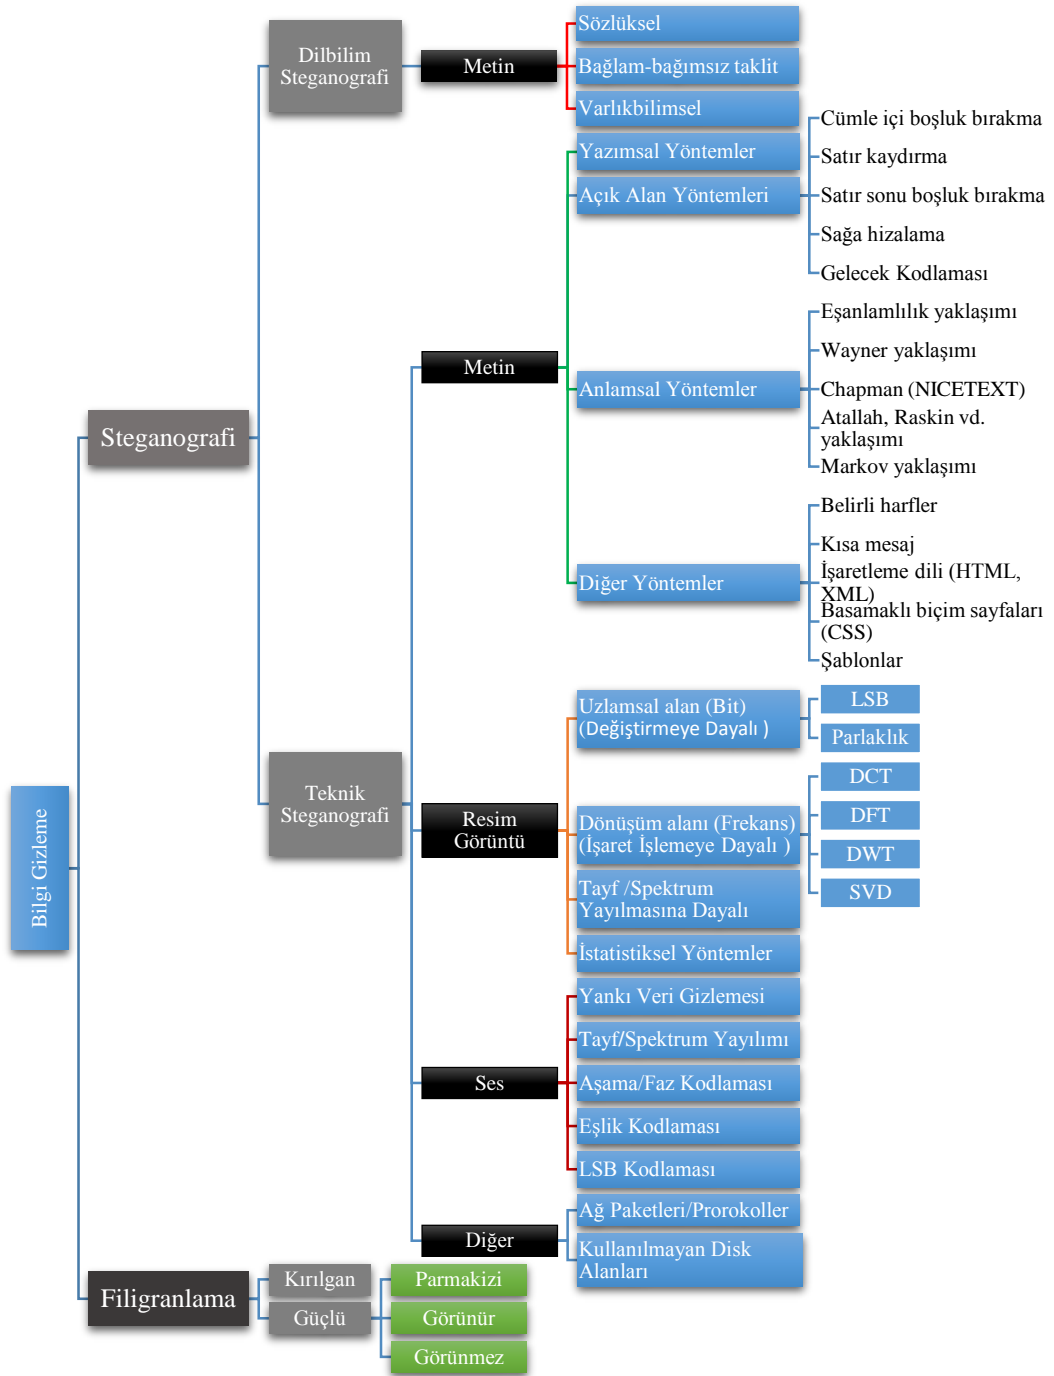 Bilgi Gizleme
Steganografi
Dilbilim
Steganografi
Metin
Sözlüksel
Bağlam-bağımsız taklit
Varlıkbilimsel
Teknik
Steganografi
Metin
Yazımsal Yöntemler
Açık Alan Yöntemleri
Cümle içi boşluk bırakma
Satır kaydırma
Satır sonu boşluk bırakma
Sağa hizalama
Gelecek Kodlaması
Anlamsal Yöntemler
Eşanlamlılık yaklaşımı
Wayner yaklaşımı
Chapman (NICETEXT)
Atallah, Raskin vd.
yaklaşımı
Markov yaklaşımı
Diğer Yöntemler
Belirli harfler
Kısa mesaj
İşaretleme dili (HTML,
XML)
Basamaklı biçim sayfaları
(CSS)
Şablonlar
Resim
Görüntü
Uzlamsal alan (Bit)
(Değiştirmeye Dayalı )
LSB
Parlaklık
Dönüşüm alanı (Frekans)
(İşaret İşlemeye Dayalı )
DCT
DFT
DWT
SVD
Tayf /Spektrum
Yayılmasına Dayalı
İstatistiksel Yöntemler
Ses
Yankı Veri Gizlemesi
Tayf/Spektrum Yayılımı
Aşama/Faz Kodlaması
Eşlik Kodlaması
LSB Kodlaması
Diğer
Ağ Paketleri/Prorokoller
Kullanılmayan Disk
Alanları
Filigranlama
Kırılgan
Güçlü
Parmakizi
Görünür
Görünmez